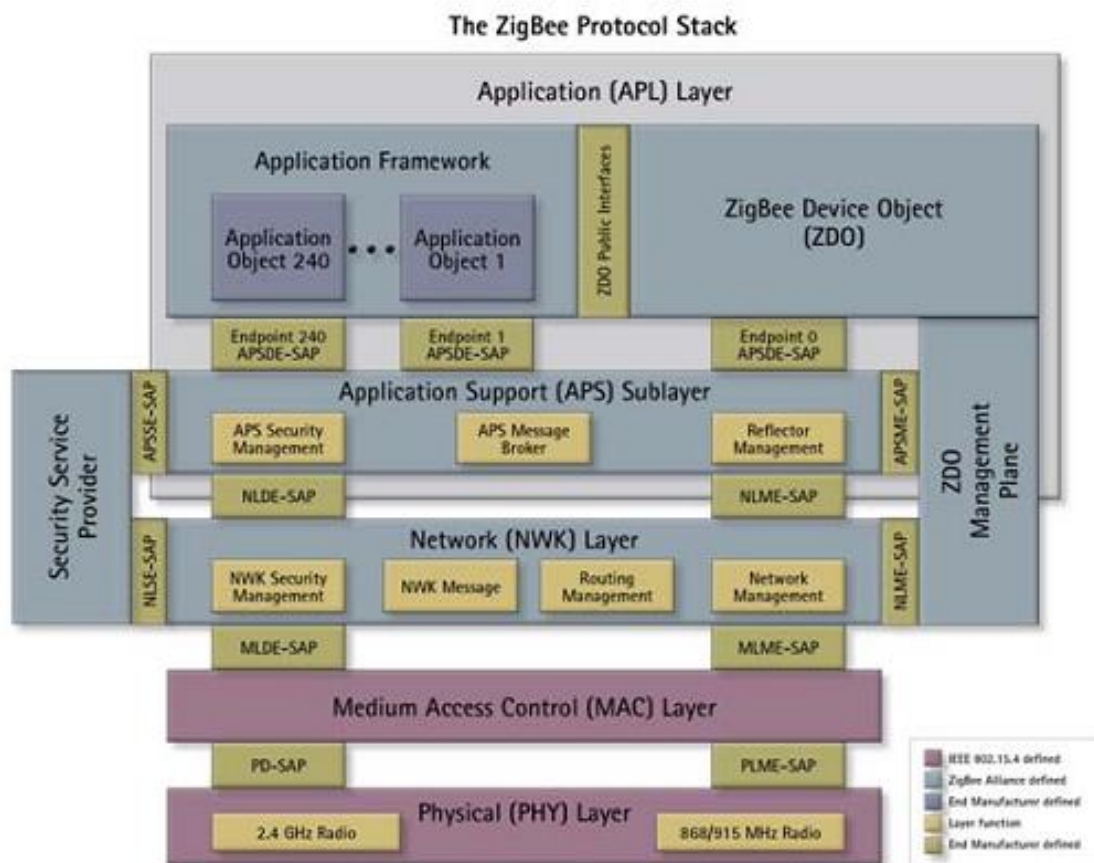 The ZigBee Protocol Stack
Application (APL) Layer
Application Framework
ZDO Public Interfaces
ZigBee Device Object
(ZDO)
Application
Object 240
•••
Application
Object 1
Endpoint 240
APSDE-SAP
Endpoint 1
APSDE-SAP
Endpoint 0
APSDE-SAP
Security Service
Provider
APSSE-SAP
Application Support (APS) Sublayer
APS Security
Management
APS Message
Broker
Reflector
Management
APSME-SAP
ZDO
Management
Plane
NLDE-SAP
NLME-SAP
NLSE-SAP
Network (NWK) Layer
NWK Security
Management
NWK Message
Routing
Management
Network
Management
NLME-SAP
MLDE-SAP
MLME-SAP
Medium Access Control (MAC) Layer
PD-SAP
PLME-SAP
Physical (PHY) Layer
2.4 GHz Radio
868/915 MHz Radio
IEEE 802.15.4 defined
ZigBee Alliance defined
End Manufacturer defined
Layer function
End Manufacturer defined